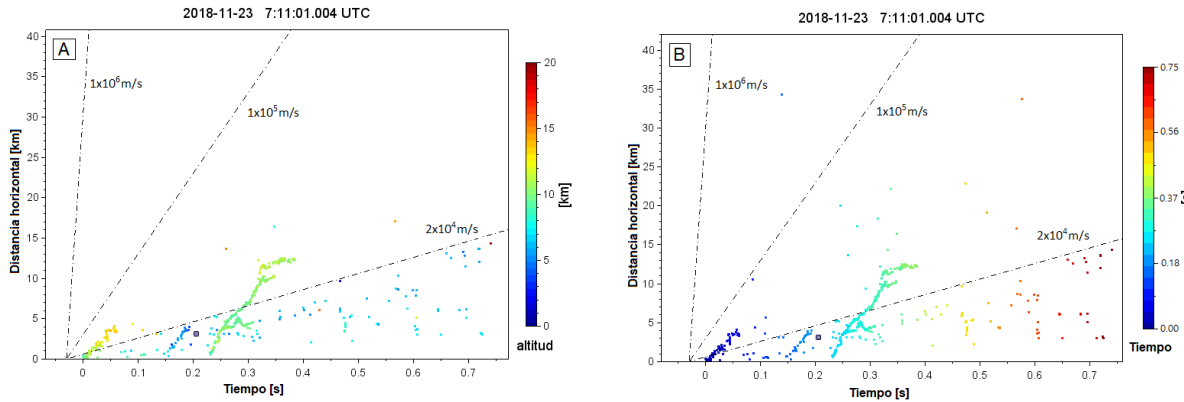 2018-11-23 7:11:01.004 UTC
A
1x10⁶m/s
1x10⁵m/s
2x10⁴m/s
Distancia horizontal [km]
40
35
30
25
20
15
10
5
0
0
0.1
0.2
0.3
0.4
0.5
0.6
0.7
Tiempo [s]
20
15
10
5
0
[km]
altitud
2018-11-23 7:11:01.004 UTC
B
1x10⁶m/s
1x10⁵m/s
2x10⁴m/s
Distancia horizontal [km]
40
35
30
25
20
15
10
5
0
0
0.1
0.2
0.3
0.4
0.5
0.6
0.7
Tiempo [s]
0.75
0.56
0.37
0.18
0.00
Tiempo